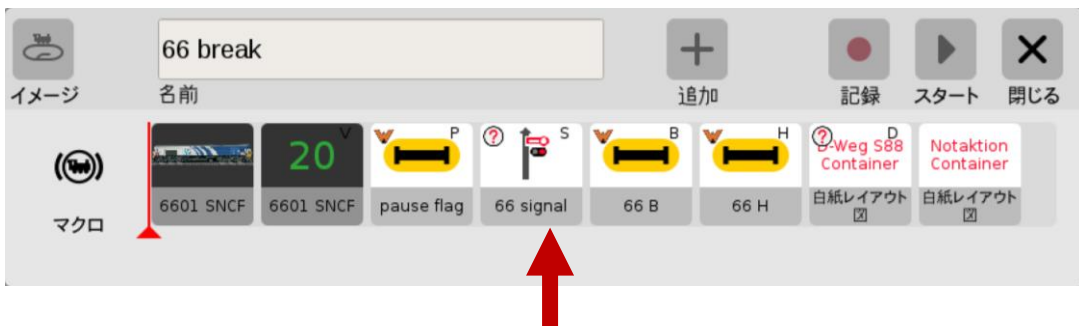 66 break
イメージ
名前
追加
記録
スタート
閉じる
マクロ
6601 SNCF
20
V
6601 SNCF
P
pause flag
?
S
66 signal
B
66 B
H
66 H
?
D
D-Weg S88
Container
白紙レイアウト
図
Notaktion
Container
白紙レイアウト
図